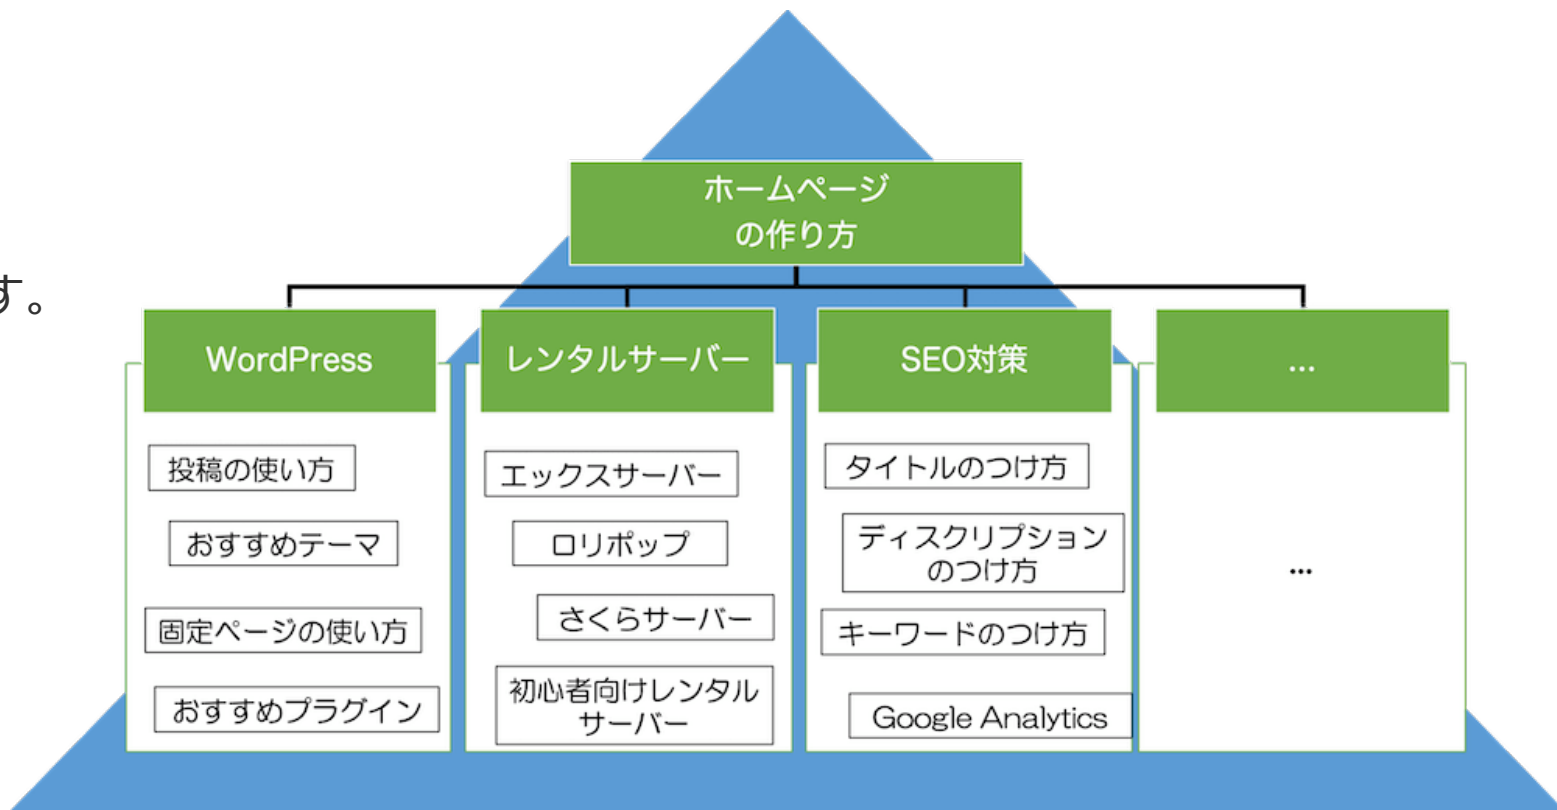 ホームページ
の作り方
す。
WordPress
レンタルサーバー
SEO対策
...
投稿の使い方
おすすめテーマ
固定ページの使い方
おすすめプラグイン
エックスサーバー
ロリポップ
さくらサーバー
初心者向けレンタル
サーバー
タイトルのつけ方
ディスクリプション
のつけ方
キーワードのつけ方
Google Analytics
...